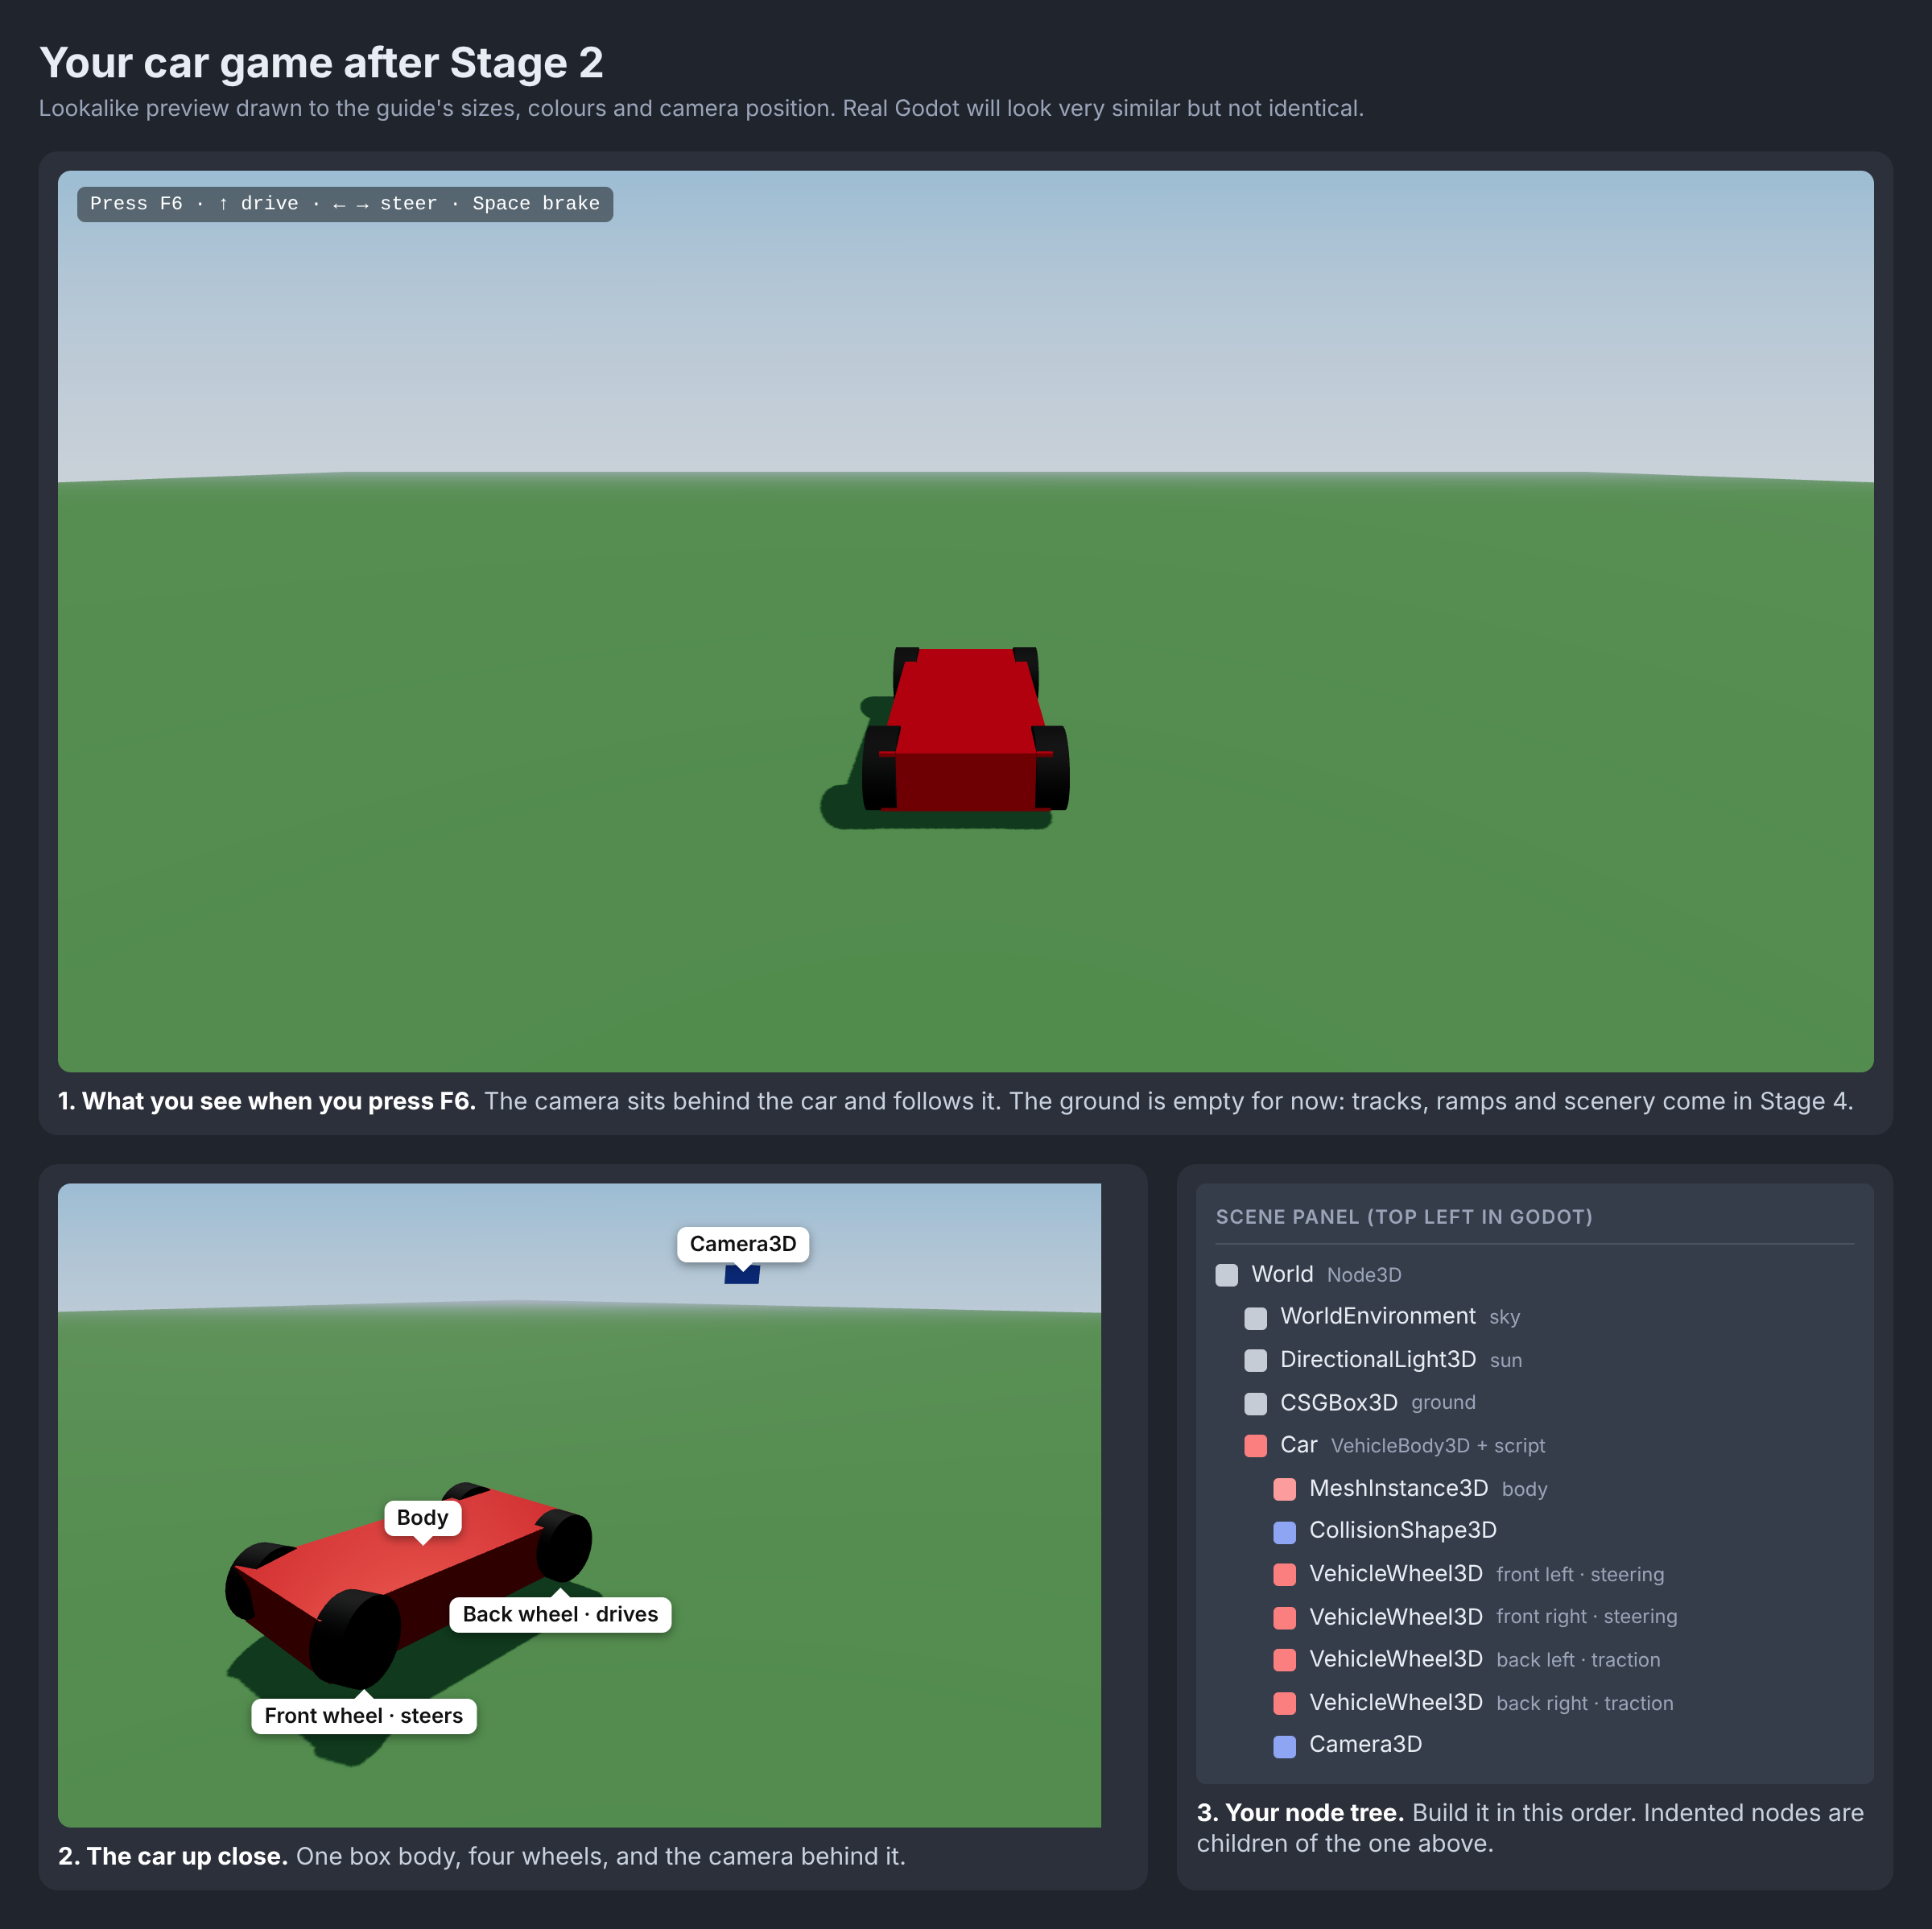 Your car game after Stage 2
Lookalike preview drawn to the guide's sizes, colours and camera position. Real Godot will look very similar but not identical.
Press F6 · ↑ drive · ← → steer · Space brake
1. What you see when you press F6. The camera sits behind the car and follows it. The ground is empty for now: tracks, ramps and scenery come in Stage 4.
Camera3D
Body
Back wheel · drives
Front wheel · steers
2. The car up close. One box body, four wheels, and the camera behind it.
SCENE PANEL (TOP LEFT IN GODOT)
World Node3D
WorldEnvironment sky
DirectionalLight3D sun
CSGBox3D ground
Car VehicleBody3D + script
MeshInstance3D body
CollisionShape3D
VehicleWheel3D front left · steering
VehicleWheel3D front right · steering
VehicleWheel3D back left · traction
VehicleWheel3D back right · traction
Camera3D
3. Your node tree. Build it in this order. Indented nodes are
children of the one above.